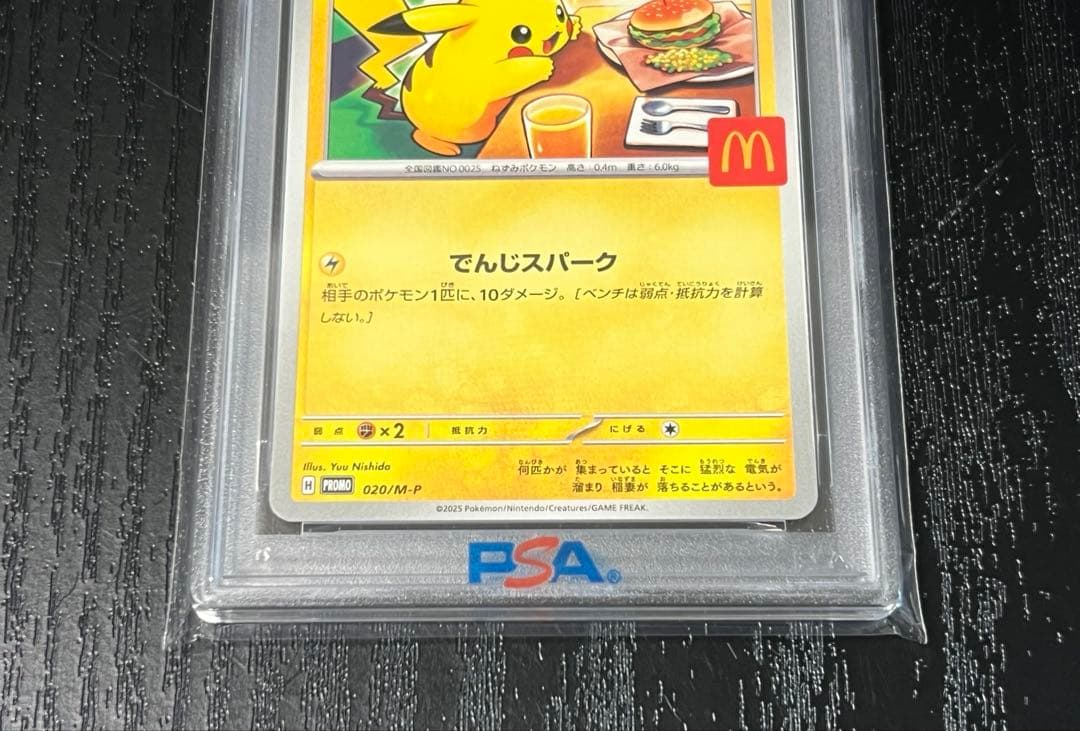 全国図鑑NO.0025 ねずみポケモン 高さ:0.4m 重さ:6.0kg
でんじスパーク
相手のポケモン1匹に、10ダメージ。[ベンチは弱点・抵抗力を計算
しない。]
弱点 ×2 抵抗力 にげる
Illus. Yuu Nishida
何匹かが 集まっていると そこに 猛烈な 電気が
溜まり 稲妻が 落ちることがあるという。
H PROMO 020/M-P
©2025 Pokémon/Nintendo/Creatures/GAME FREAK.
PSA®